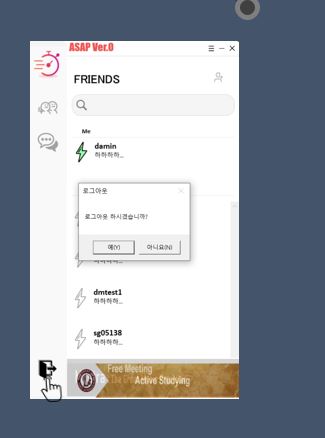 ASAP Ver.0
FRIENDS
Me
damin
하하하하...
로그아웃
로그아웃 하시겠습니까?
예(Y)
아니요(N)
하하하하...
dmtest1
하하하하...
sg05138
하하하하...
Free Meeting
Active Studying